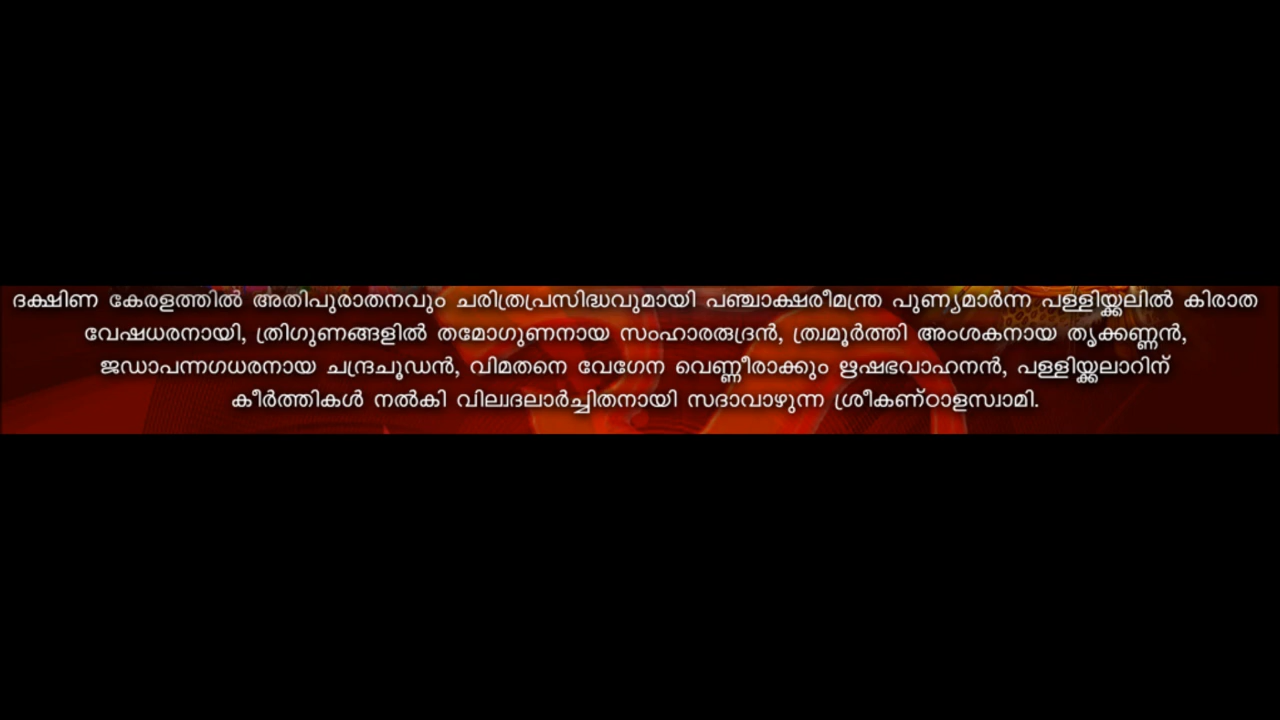 ദക്ഷിണ കേരളത്തിൽ അതിപുരാതനവും ചരിത്രപ്രസിദ്ധവുമായി പഞ്ചാക്ഷരീമന്ത്ര പുണ്യമാർന്ന പള്ളിയ്ക്കലിൽ കിരാത
വേഷധരനായി, ത്രിഗുണങ്ങളിൽ തമോഗുണനായ സംഹാരരുദ്രൻ, ത്ര്വമൂർത്തി അംശകനായ തൃക്കണ്ണൻ,
ജഡാപന്നഗധരനായ ചന്ദ്രചൂഡൻ, വിമതനെ വേഗേന വെണ്ണീരാക്കും ഋഷഭവാഹനൻ, പള്ളിയ്ക്കലാറിന്
കീർത്തികൾ നൽകി വില്വദലാർച്ചിതനായി സദാവാഴുന്ന ശ്രീകണ്ഠാളസ്വാമി.